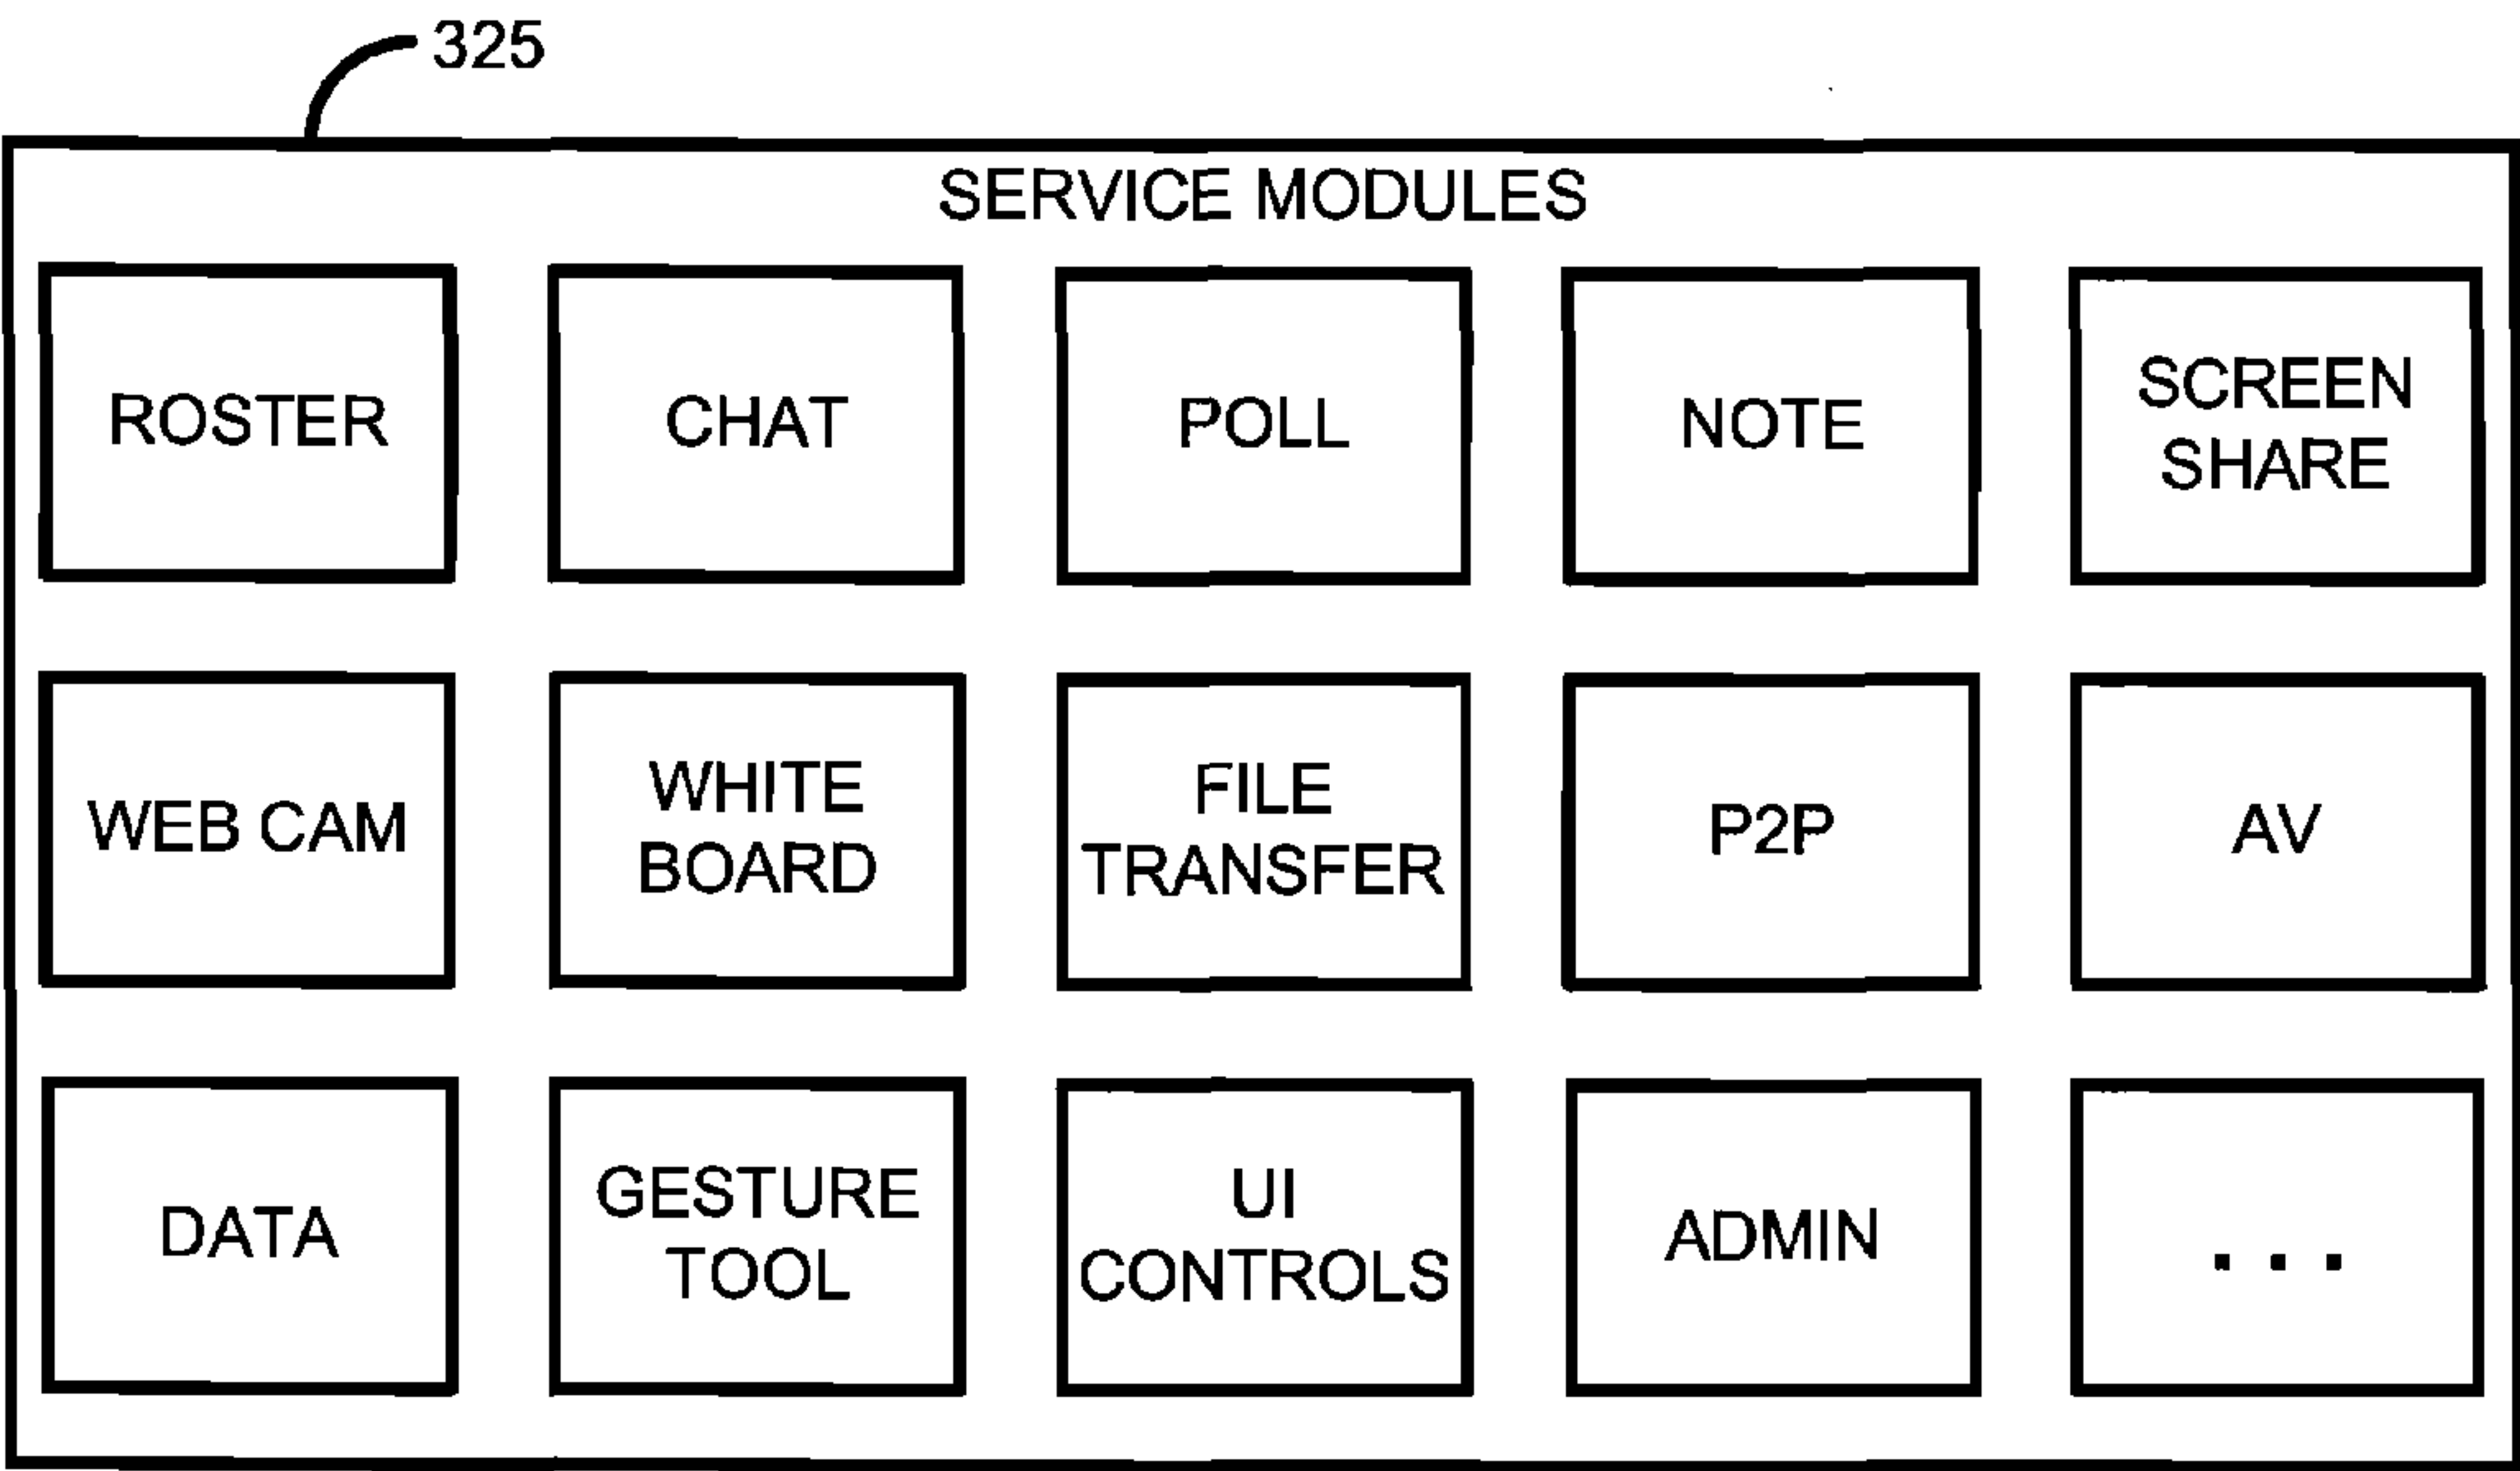 325
SERVICE MODULES
ROSTER
CHAT
POLL
NOTE
SCREEN
SHARE
WEB CAM
WHITE
BOARD
FILE
TRANSFER
P2P
AV
DATA
GESTURE
TOOL
UI
CONTROLS
ADMIN
...